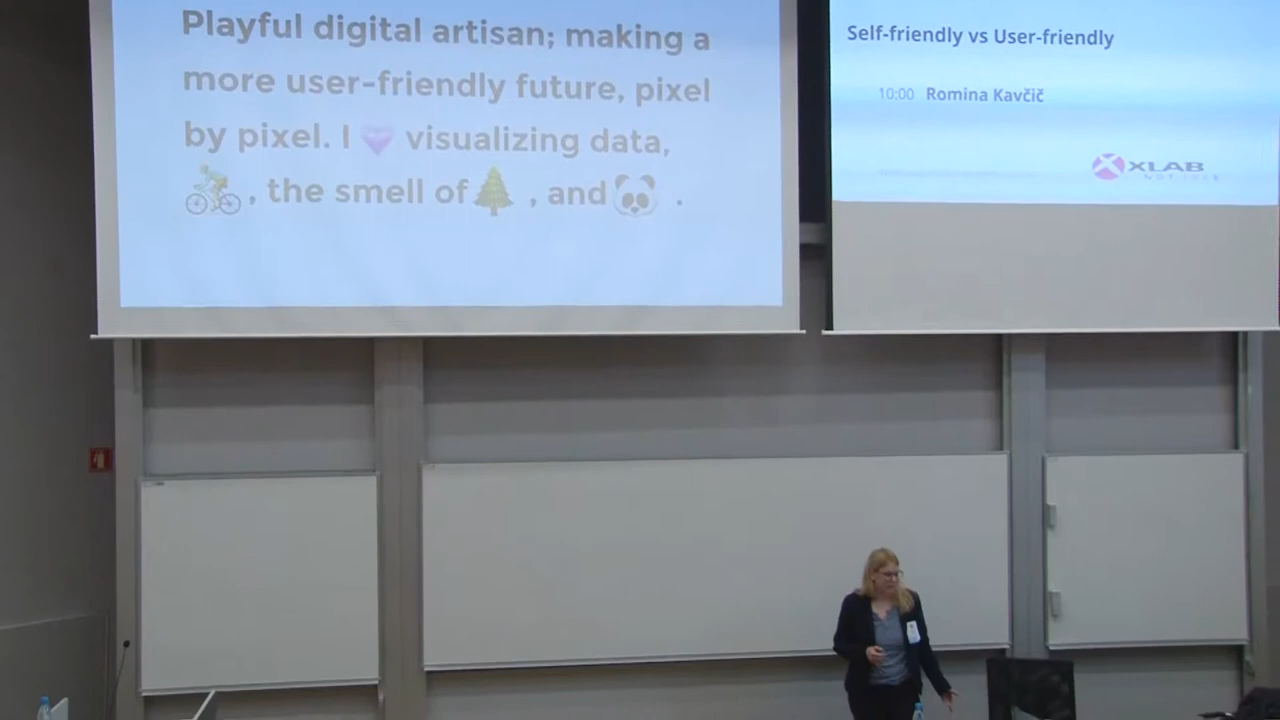 Playful digital artisan; making a
more user-friendly future, pixel
by pixel. I 💜 visualizing data,
🚴, the smell of 🌲, and 🐼.
Self-friendly vs User-friendly
10:00 Romina Kavčič
XLAB